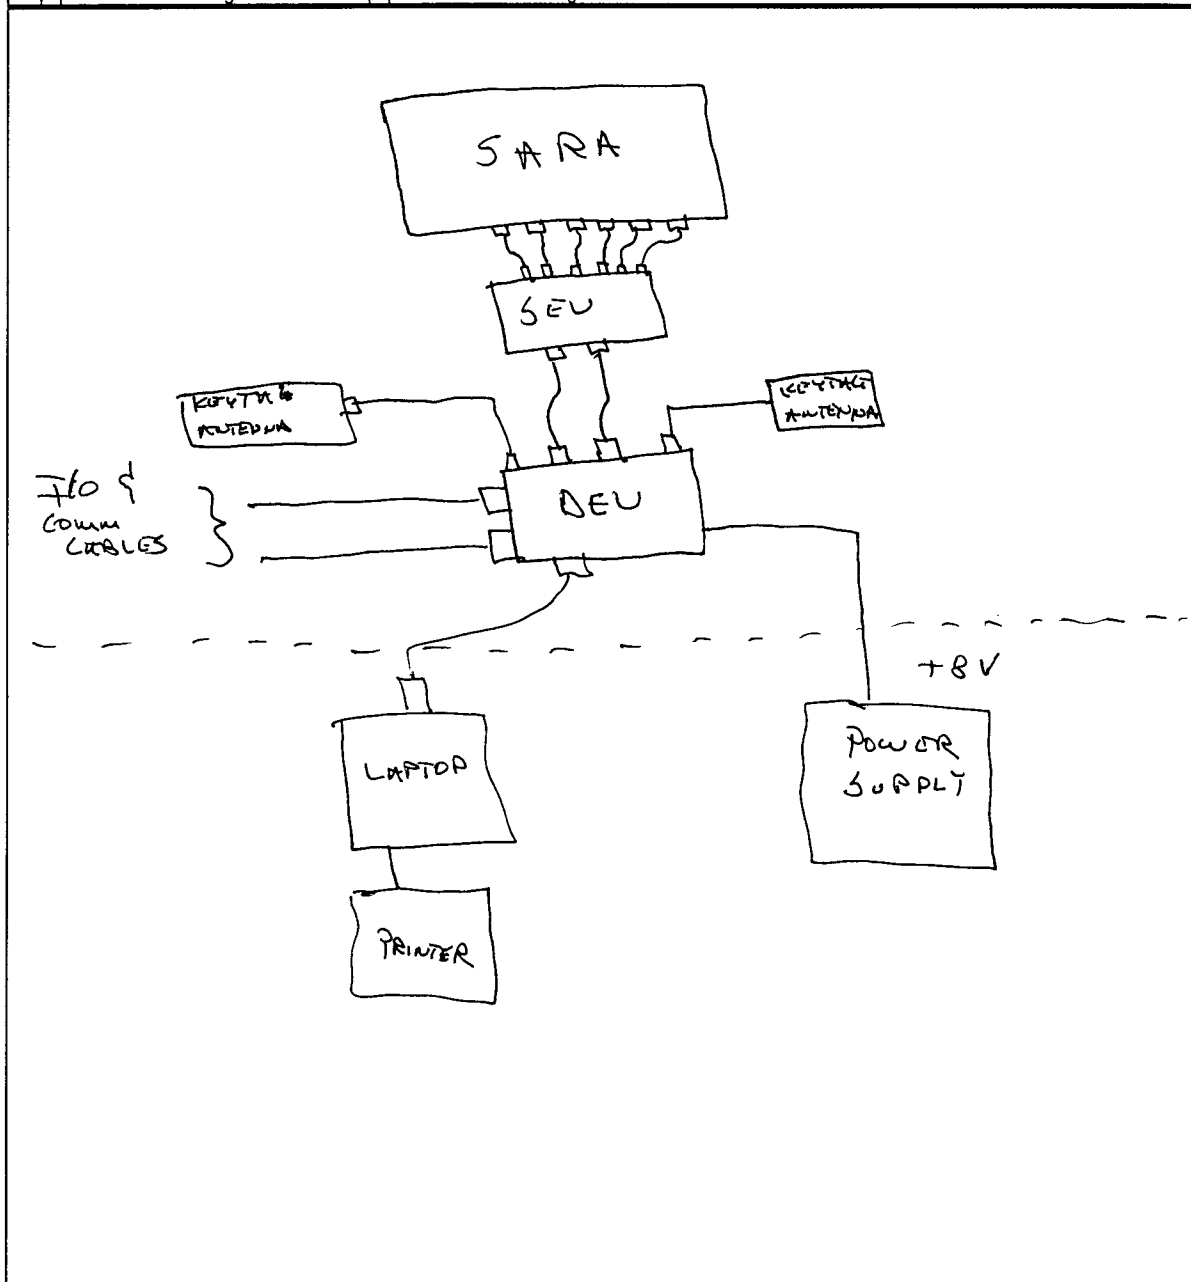 SARA
SEU
KEYTAG
ANTENNA
KEYTAG
ANTENNA
I/O &
COMM
CABLES
DEU
+8V
LAPTOP
POWER
SUPPLY
PRINTER